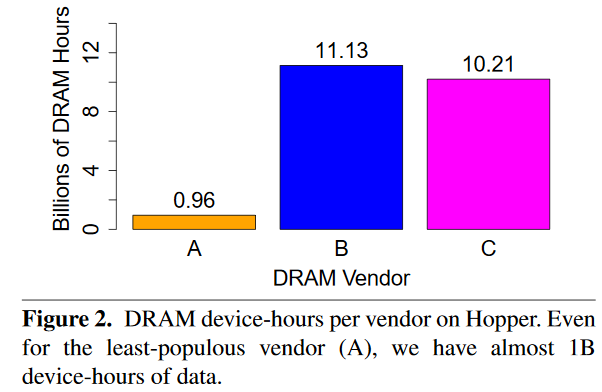 Billions of DRAM Hours
12
8
4
0
0.96
11.13
10.21
A B C
DRAM Vendor
Figure 2. DRAM device-hours per vendor on Hopper. Even
for the least-populous vendor (A), we have almost 1B
device-hours of data.